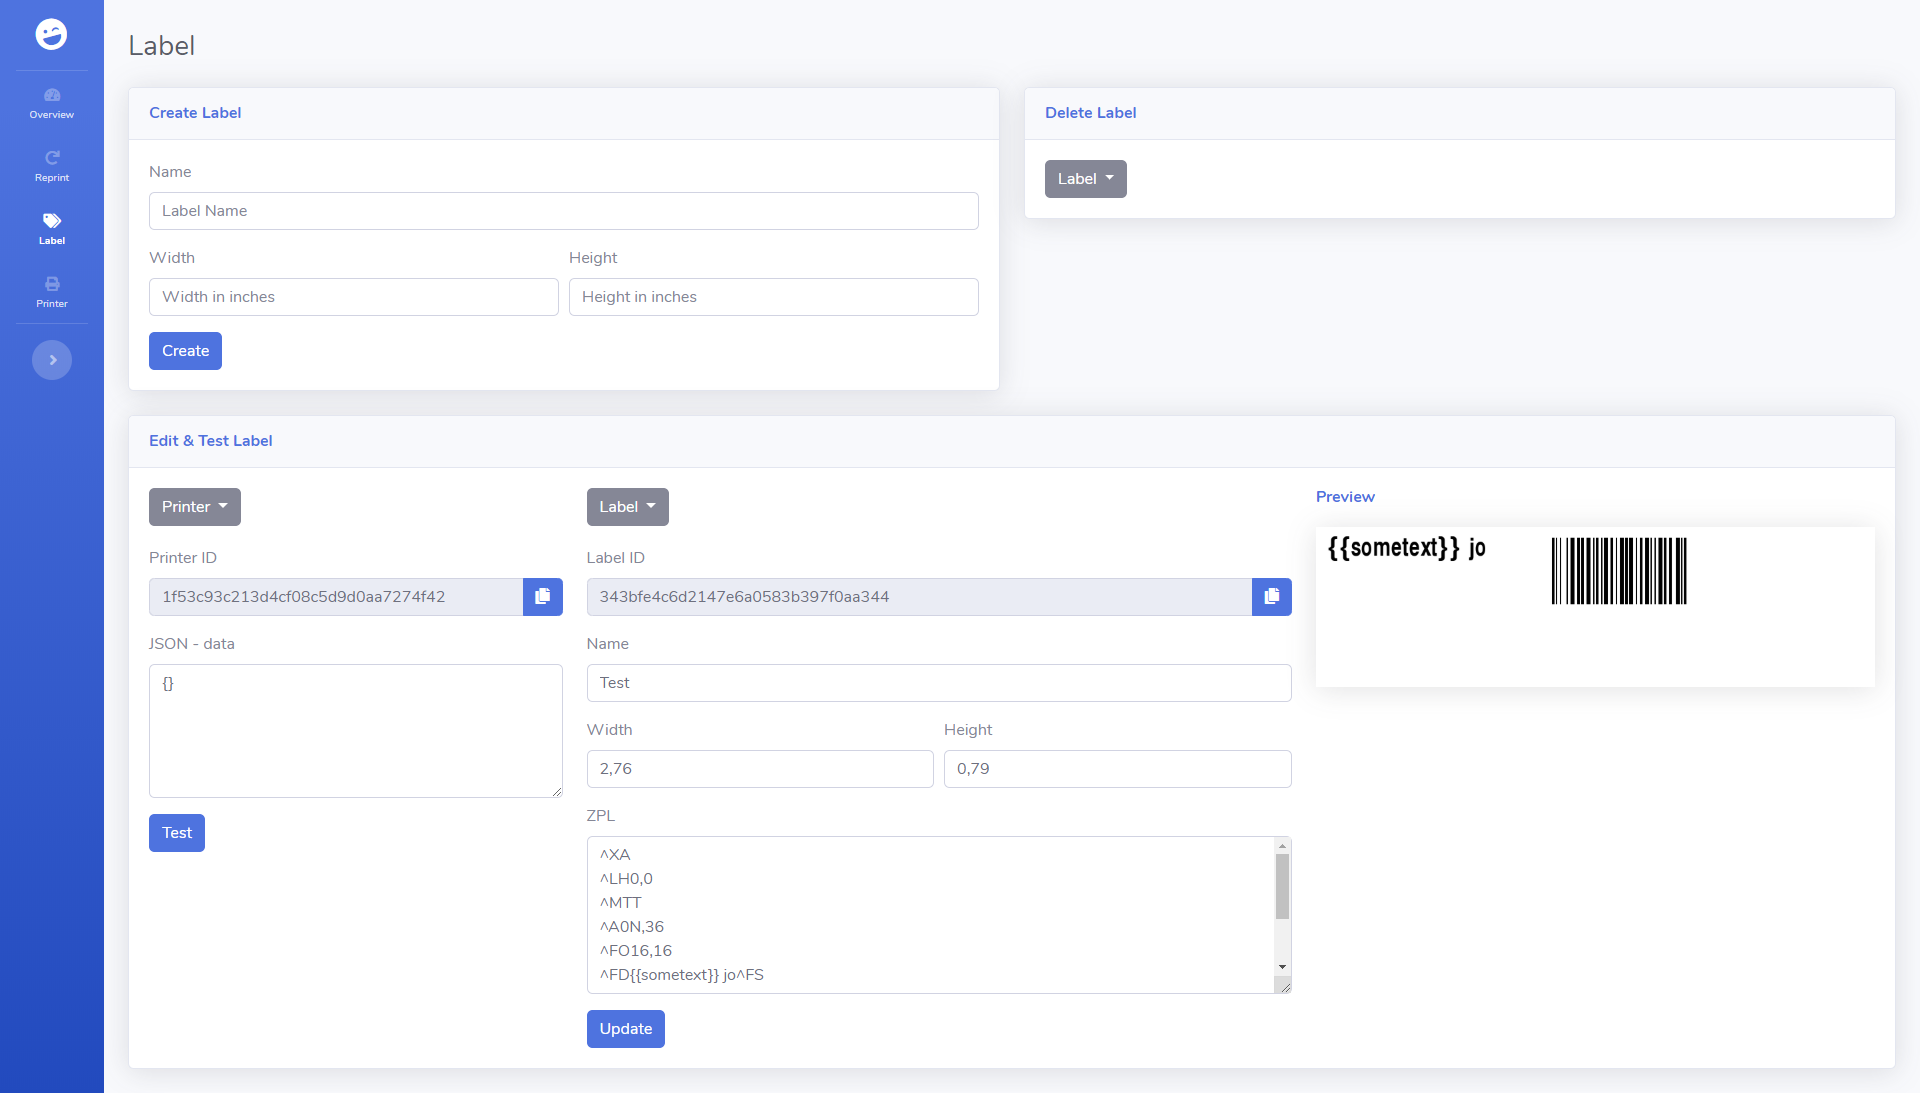 Overview
Reprint
Label
Printer
Label
Create Label
Name
Label Name
Width
Height
Width in inches
Height in inches
Create
Delete Label
Label
Edit & Test Label
Printer
Printer ID
1f53c93c213d4cf08c5d9d0aa7274f42
JSON - data
{}
Test
Label
Label ID
343bfe4c6d2147e6a0583b397f0aa344
Name
Test
Width
Height
2,76
0,79
ZPL
^XA
^LH0,0
^MTT
^A0N,36
^FO16,16
^FD{{sometext}} jo^FS
Update
Preview
{{sometext}} jo